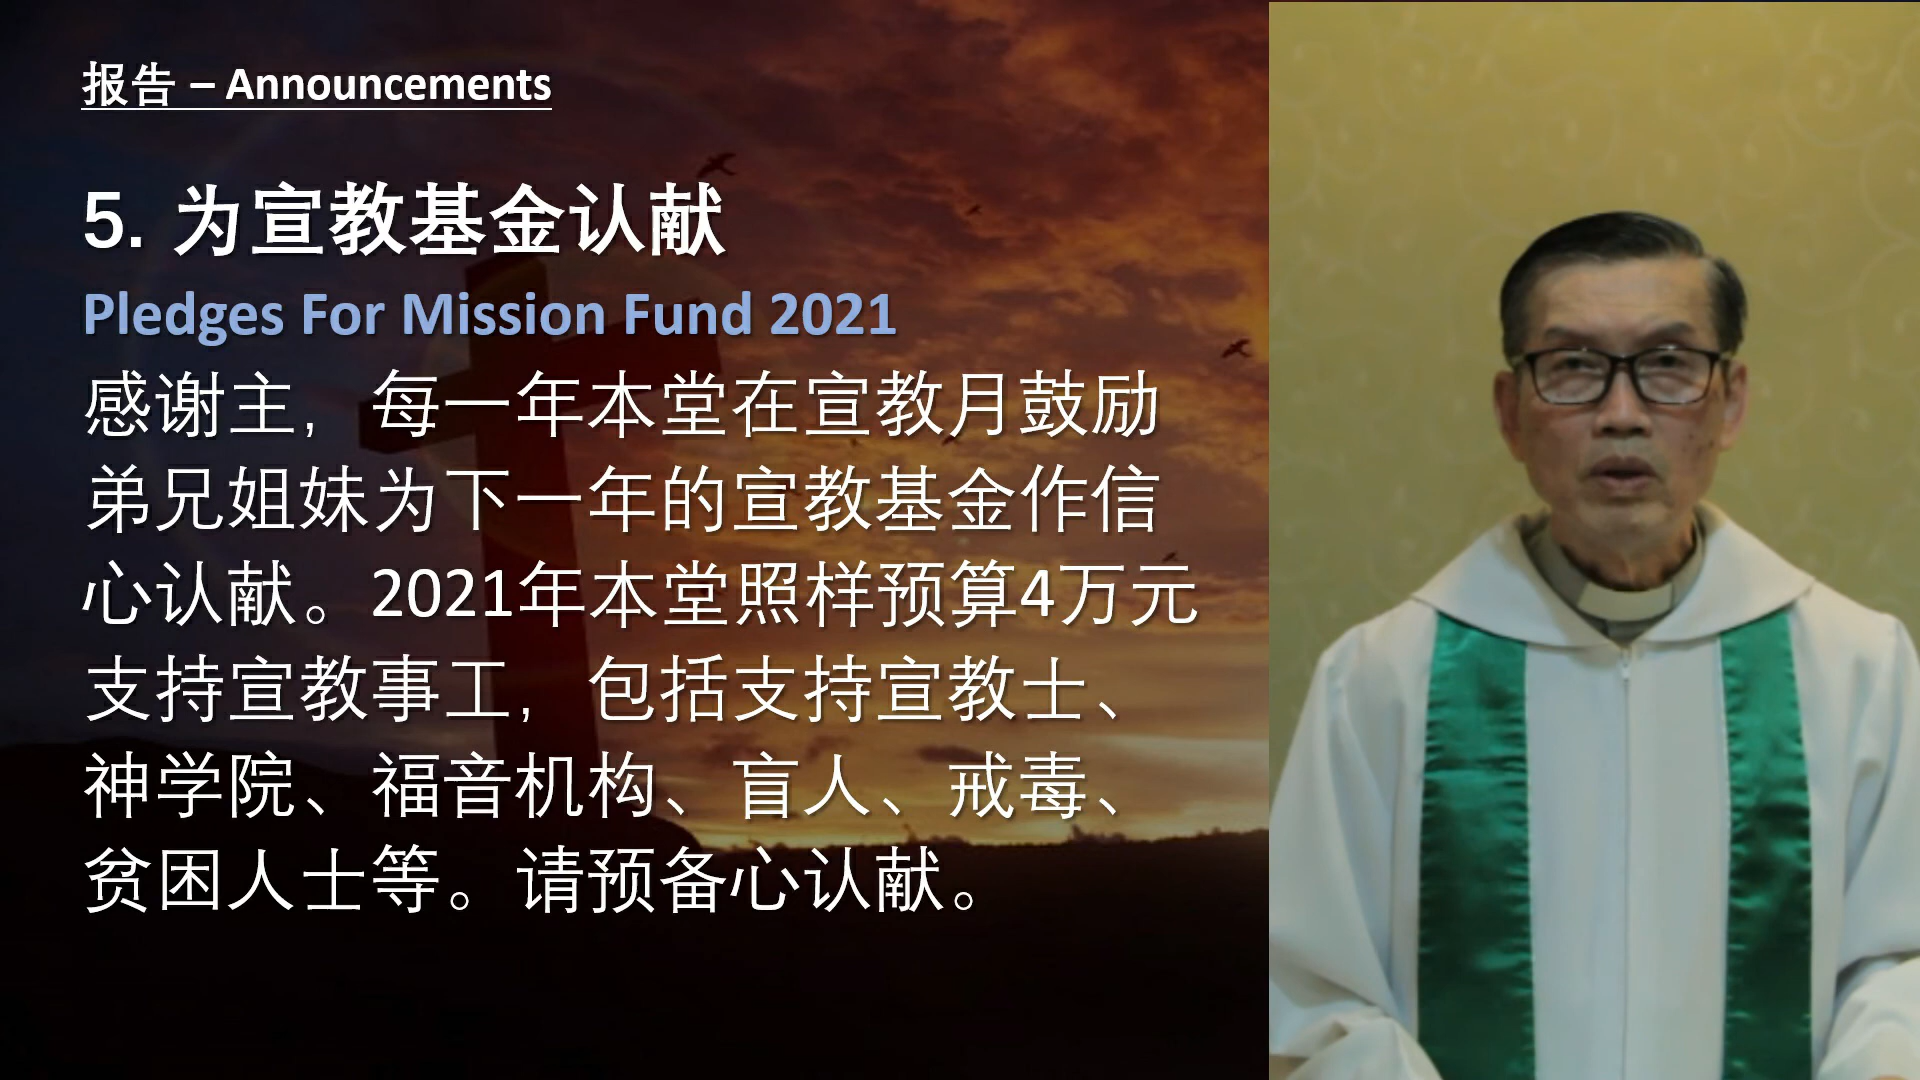 报告 – Announcements
5. 为宣教基金认献
Pledges For Mission Fund 2021
感谢主，每一年本堂在宣教月鼓励
弟兄姐妹为下一年的宣教基金作信
心认献。2021年本堂照样预算4万元
支持宣教事工，包括支持宣教士、
神学院、福音机构、盲人、戒毒、
贫困人士等。请预备心认献。